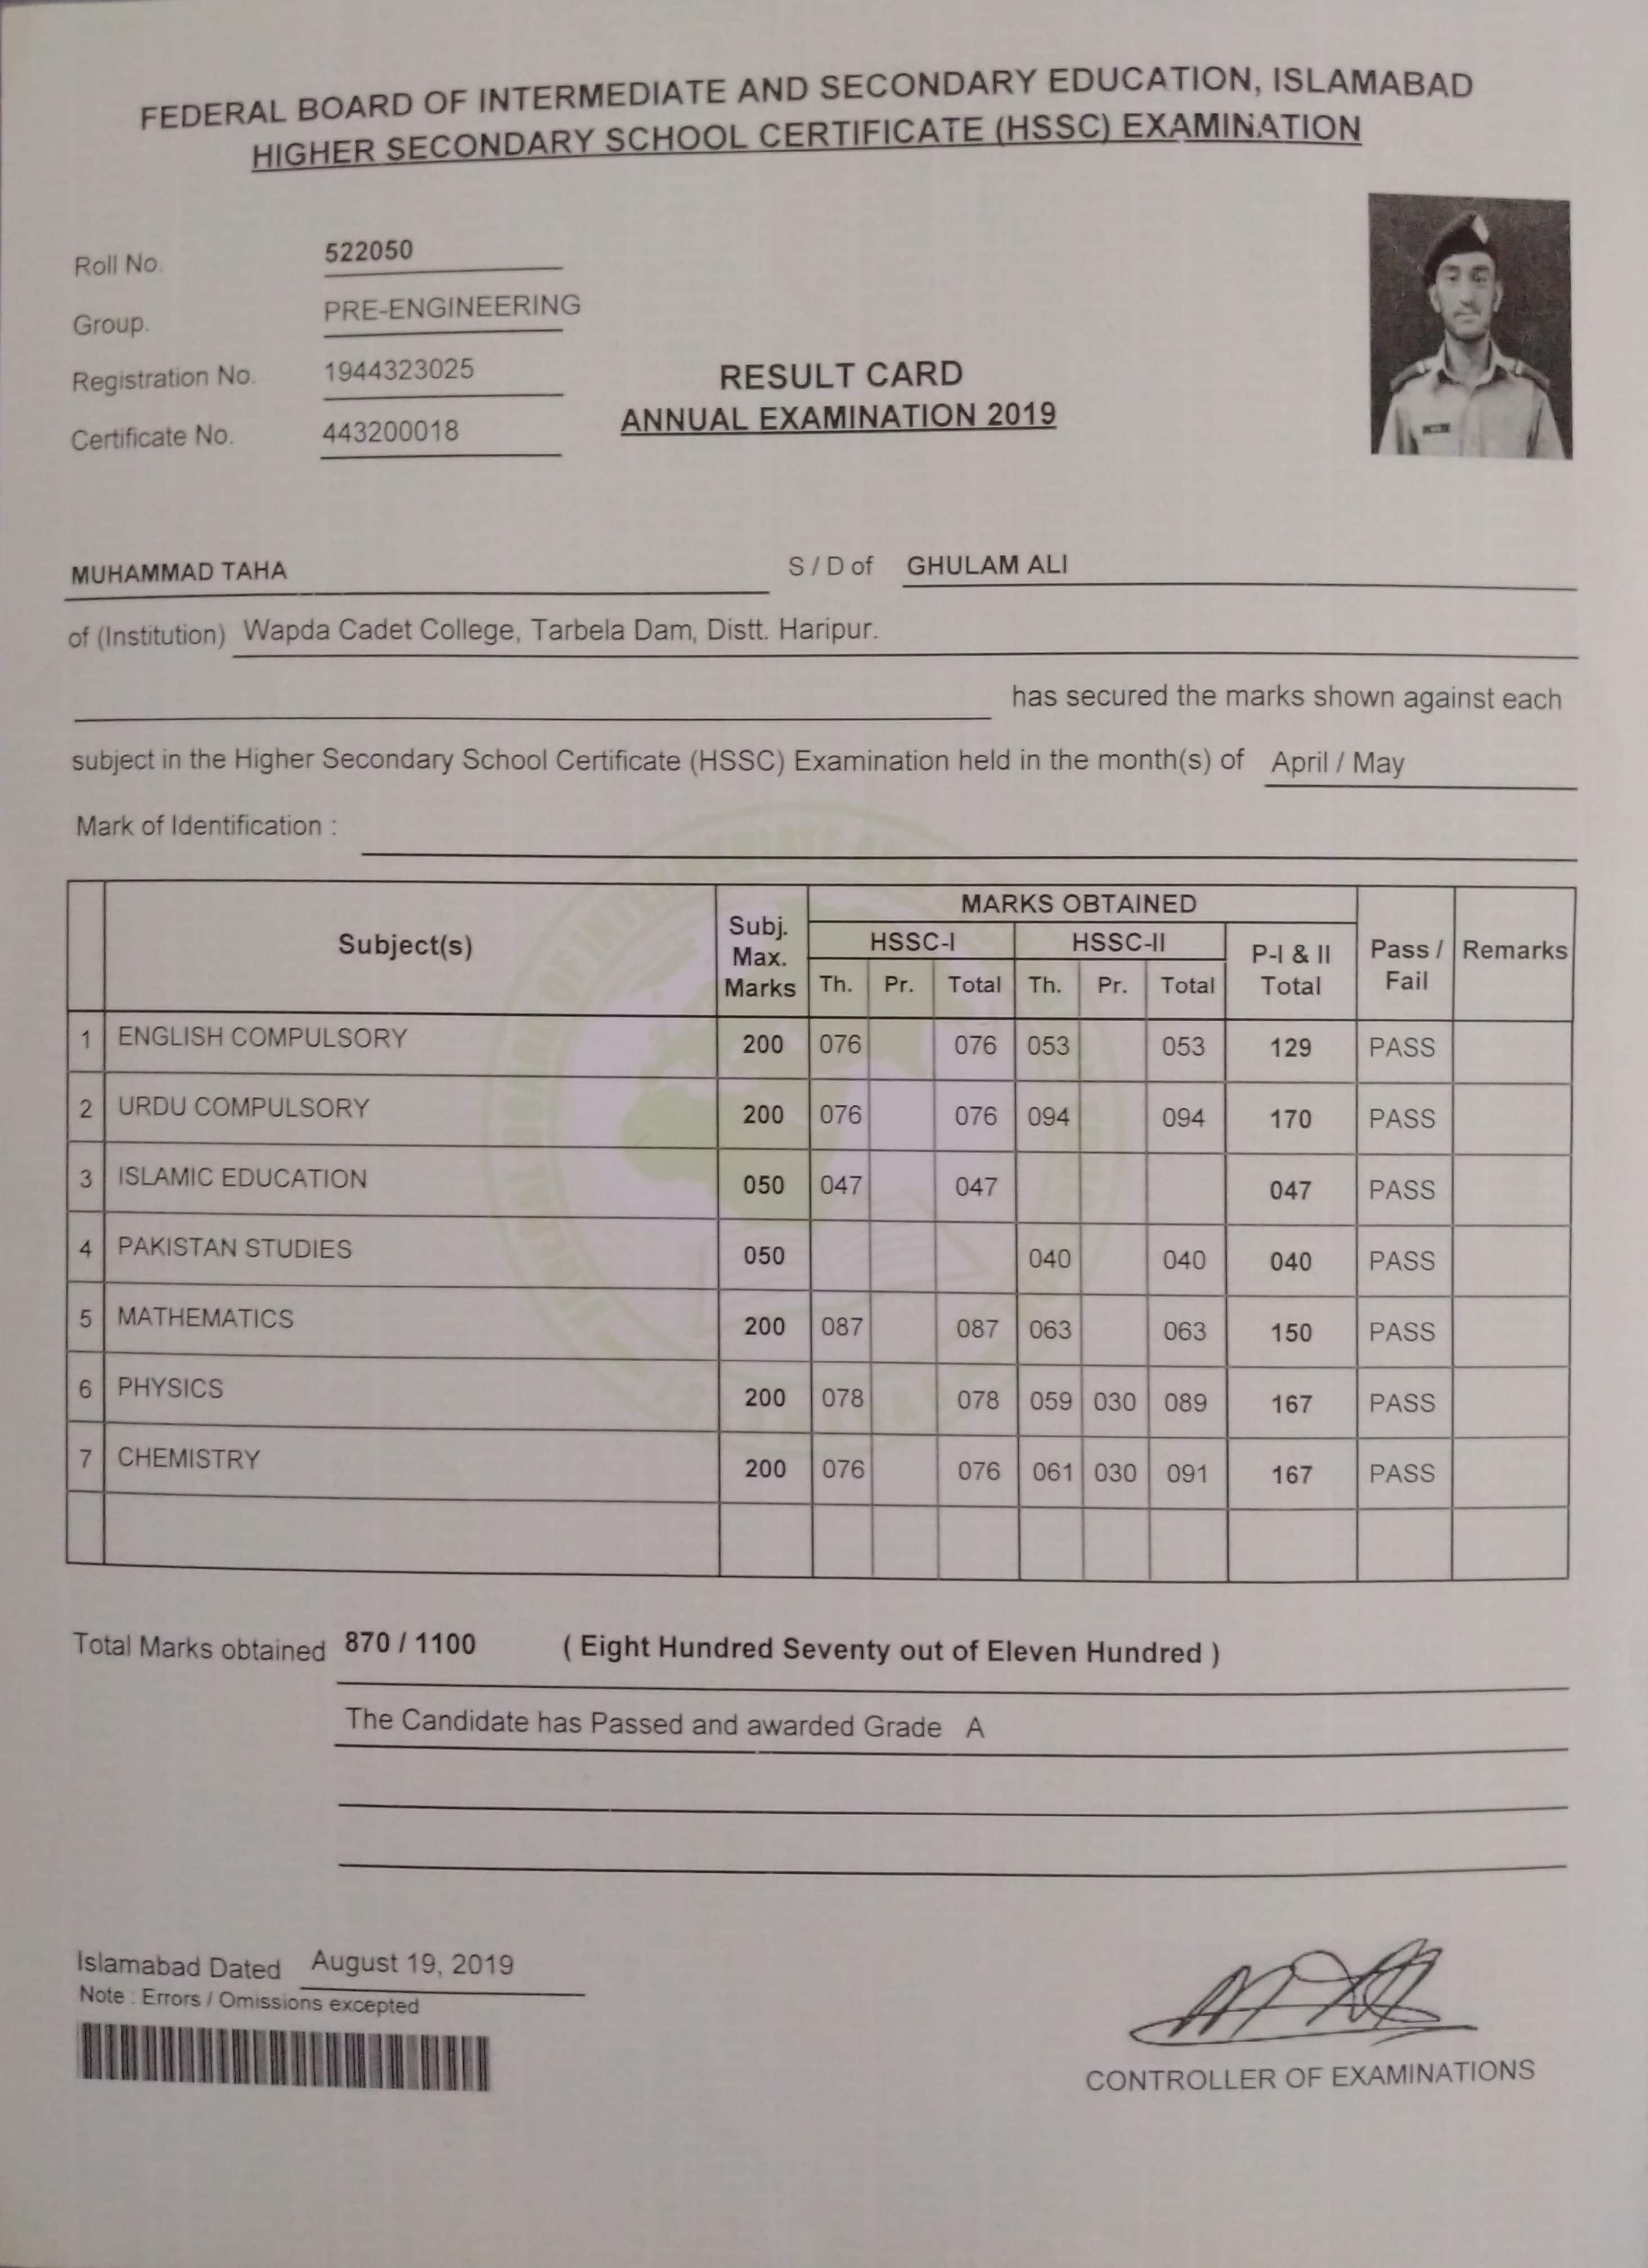 FEDERAL BOARD OF INTERMEDIATE AND SECONDARY EDUCATION, ISLAMABAD
HIGHER SECONDARY SCHOOL CERTIFICATE (HSSC) EXAMINATION
Roll No. 522050
Group. PRE-ENGINEERING
Registration No. 1944323025
Certificate No. 443200018
RESULT CARD
ANNUAL EXAMINATION 2019
MUHAMMAD TAHA S / D of GHULAM ALI
of (Institution) Wapda Cadet College, Tarbela Dam, Distt. Haripur.
has secured the marks shown against each
subject in the Higher Secondary School Certificate (HSSC) Examination held in the month(s) of April / May
Mark of Identification :
Subject(s) Subj. Max. Marks MARKS OBTAINED Pass / Fail Remarks
HSSC-I HSSC-II P-I & II Total
Th. Pr. Total Th. Pr. Total
1 ENGLISH COMPULSORY 200 076 076 053 053 129 PASS
2 URDU COMPULSORY 200 076 076 094 094 170 PASS
3 ISLAMIC EDUCATION 050 047 047 047 PASS
4 PAKISTAN STUDIES 050 040 040 040 PASS
5 MATHEMATICS 200 087 087 063 063 150 PASS
6 PHYSICS 200 078 078 059 030 089 167 PASS
7 CHEMISTRY 200 076 076 061 030 091 167 PASS
Total Marks obtained 870 / 1100 ( Eight Hundred Seventy out of Eleven Hundred )
The Candidate has Passed and awarded Grade A
Islamabad Dated August 19, 2019
Note : Errors / Omissions excepted
CONTROLLER OF EXAMINATIONS